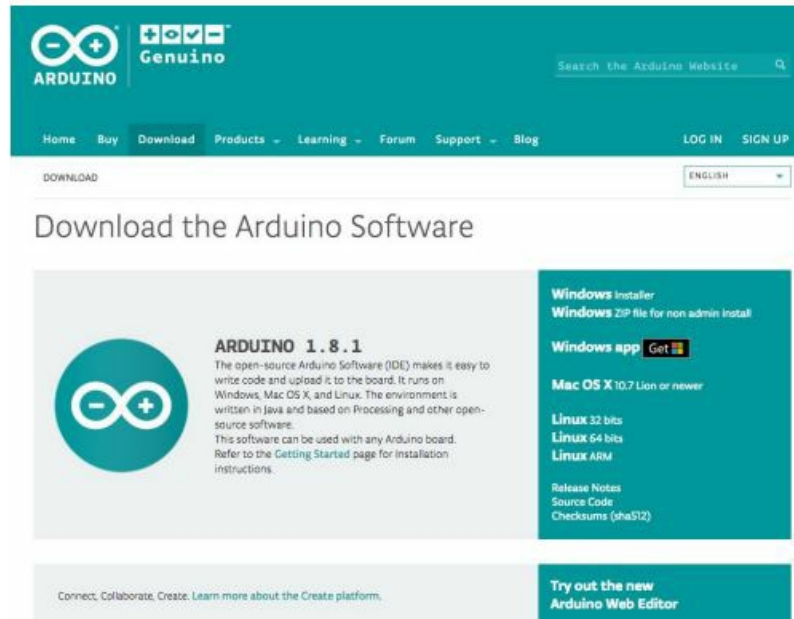 ARDUINO
Genuino
Search the Arduino Website
Home Buy Download Products Learning Forum Support Blog LOG IN SIGN UP
DOWNLOAD
ENGLISH
Download the Arduino Software
ARDUINO 1.8.1
The open-source Arduino Software (IDE) makes it easy to
write code and upload it to the board. It runs on
Windows, Mac OS X, and Linux. The environment is
written in Java and based on Processing and other open-
source software.
This software can be used with any Arduino board.
Refer to the Getting Started page for Installation
instructions.
Windows Installer
Windows ZIP file for non admin install
Windows app Get
Mac OS X 10.7 Lion or newer
Linux 32 bits
Linux 64 bits
Linux ARM
Release Notes
Source Code
Checksums (sha512)
Connect, Collaborate, Create. Learn more about the Create platform.
Try out the new
Arduino Web Editor